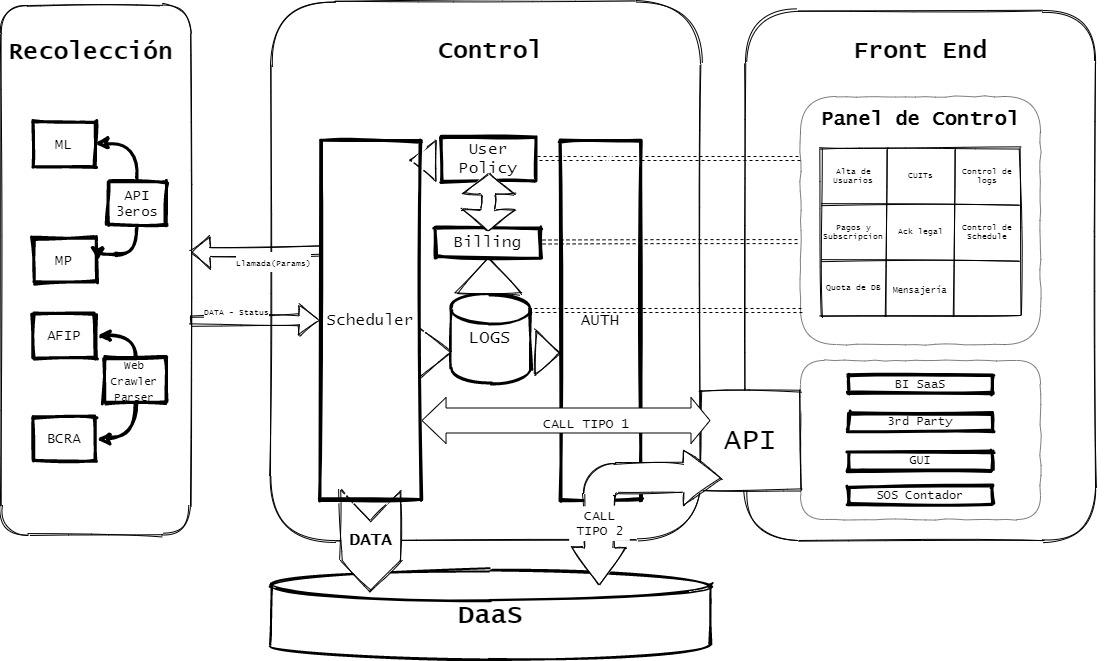 Recolección
ML
API
3eros
MP
AFIP
Web
Crawler
Parser
BCRA
Control
Llamada(Params)
DATA - Status
Scheduler
User
Policy
Billing
LOGS
AUTH
CALL TIPO 1
CALL
TIPO 2
DATA
DaaS
API
Front End
Panel de Control
Alta de
Usuarios
CUITs
Control de
logs
Pagos y
Subscripcion
Ack legal
Control de
Schedule
Quota de DB
Mensajería
BI SaaS
3rd Party
GUI
SOS Contador